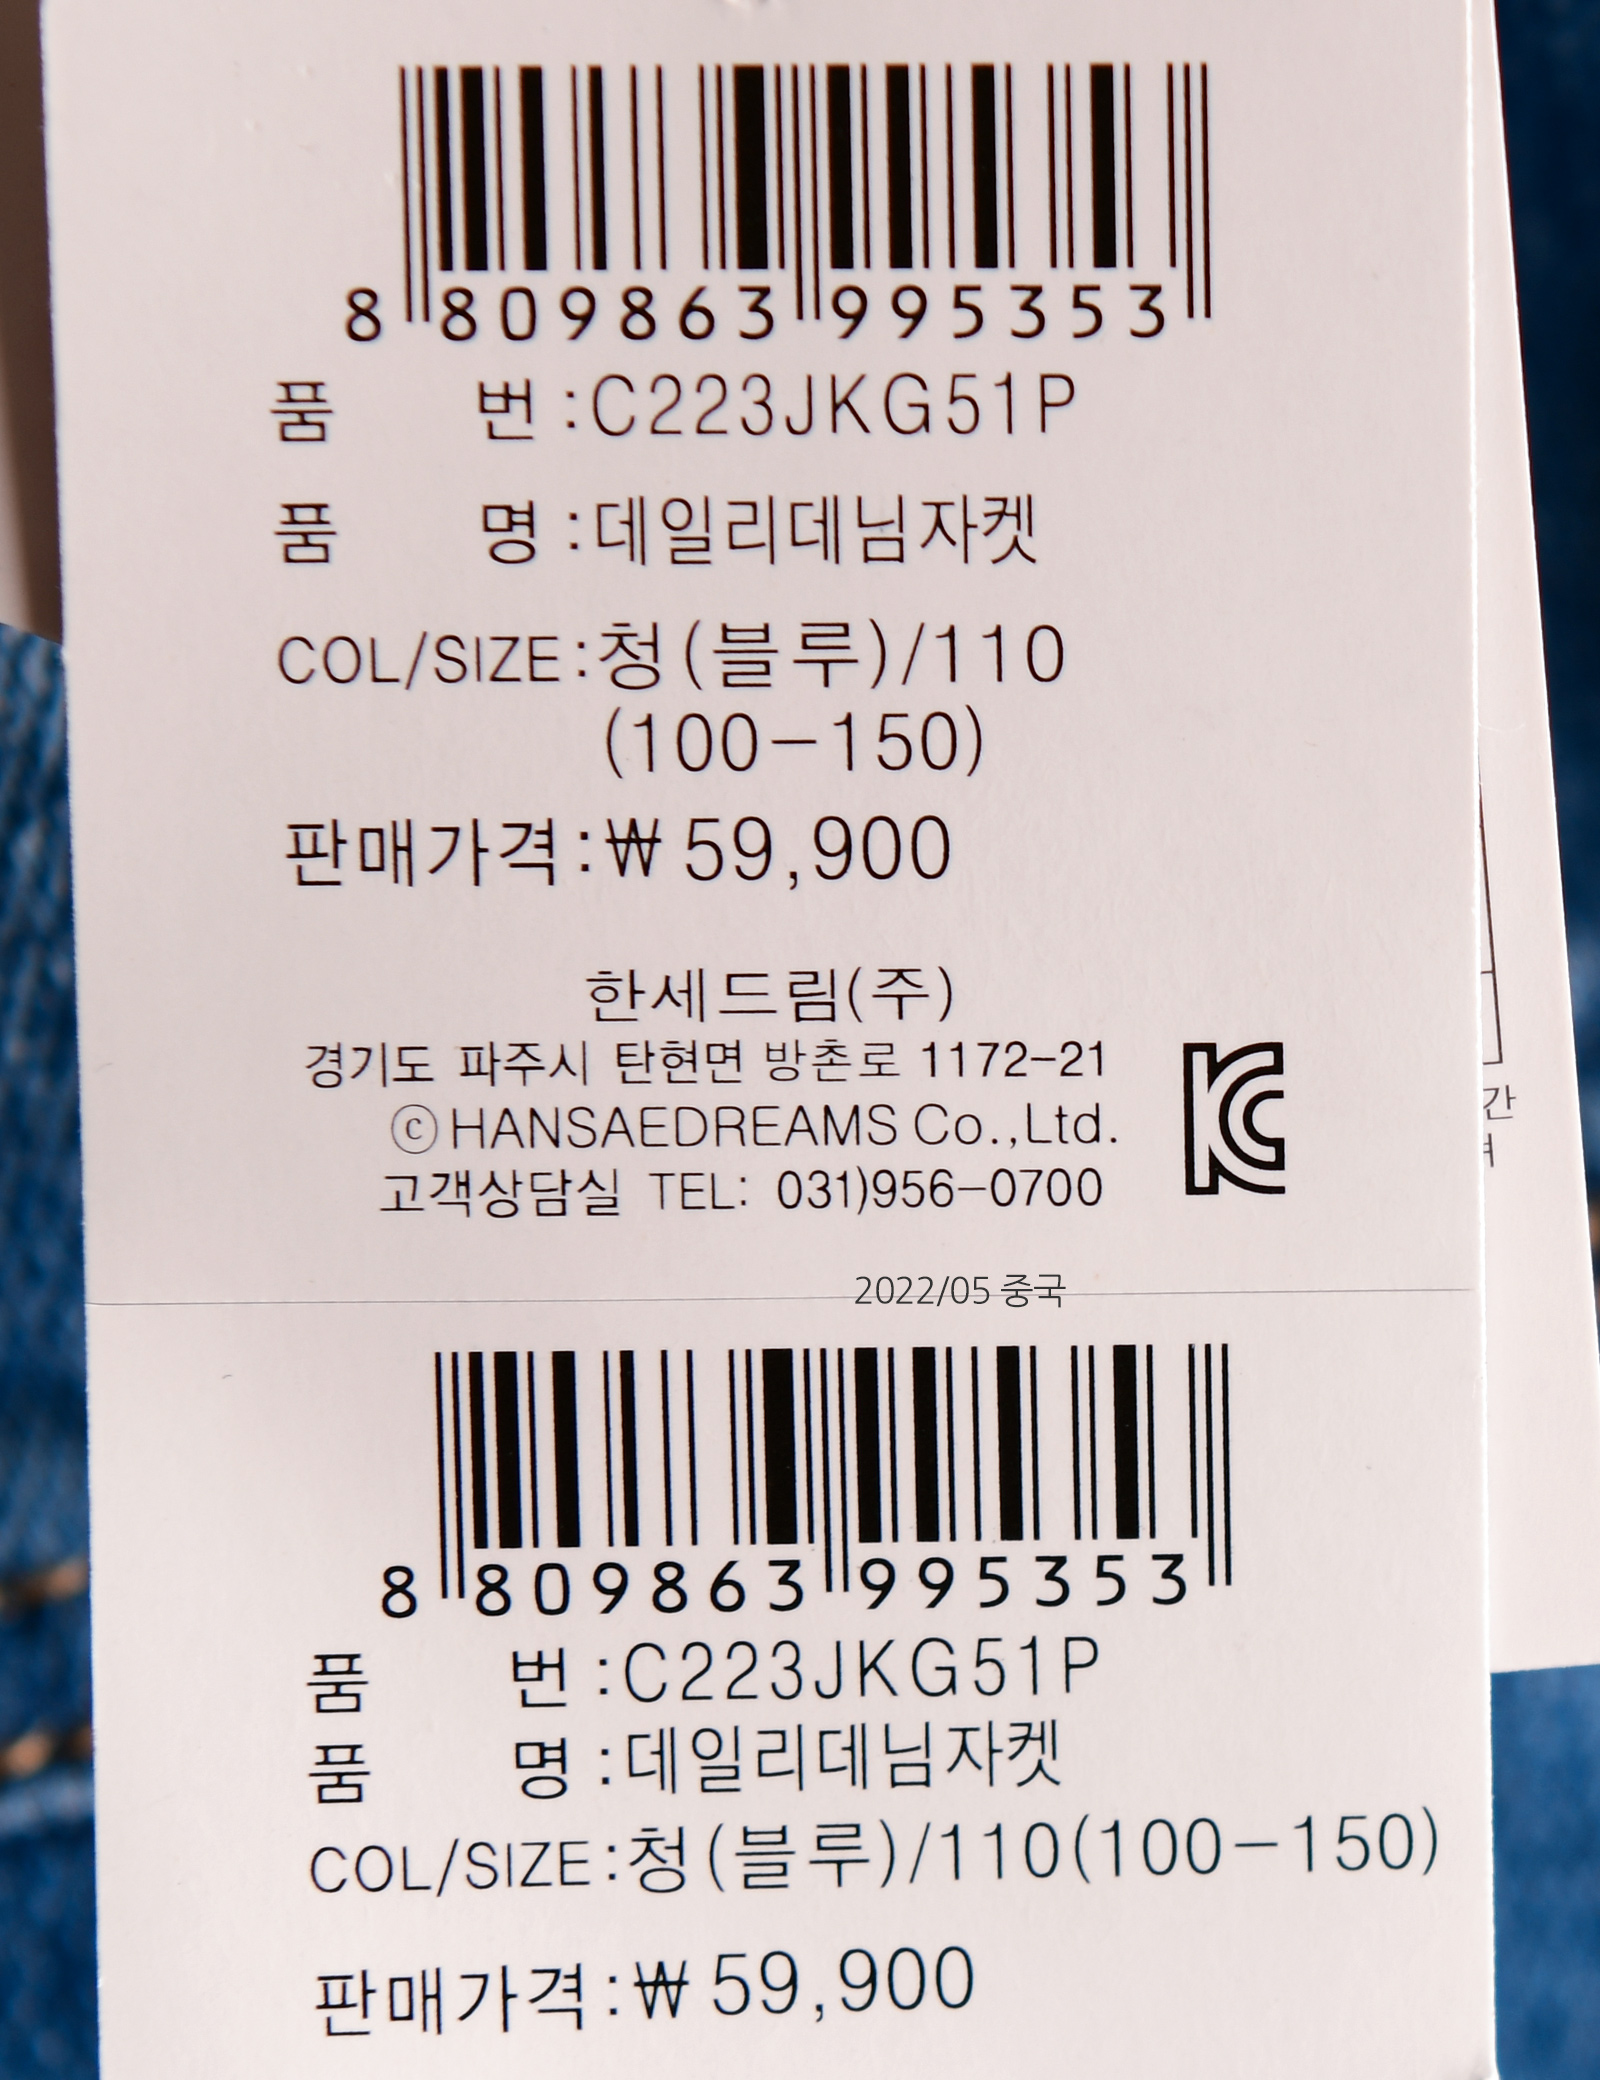 8 809863 995353
품 번 :C223JKG51P
품 명 :데일리데님자켓
COL/SIZE:청(블루)/110
(100-150)
판매가격:₩ 59,900
한세드림(주)
경기도 파주시 탄현면 방촌로 1172-21
ⓒHANSAEDREAMS Co.,Ltd.
고객상담실 TEL: 031)956-0700
KC
간
2022/05 중국
8 809863 995353
품 번 :C223JKG51P
품 명 :데일리데님자켓
COL/SIZE:청(블루)/110(100-150)
판매가격:₩ 59,900